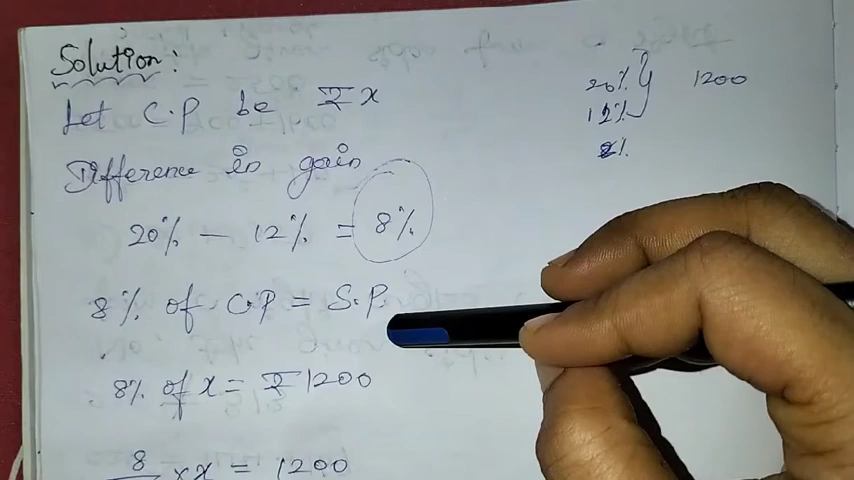 Solution:
Let C.P be ₹ x
Difference in gain
20% - 12% = 8%
8% of C.P = S.P.
8% of x = ₹ 1200
8 × x = 1200
20% } 1200
12%
8%